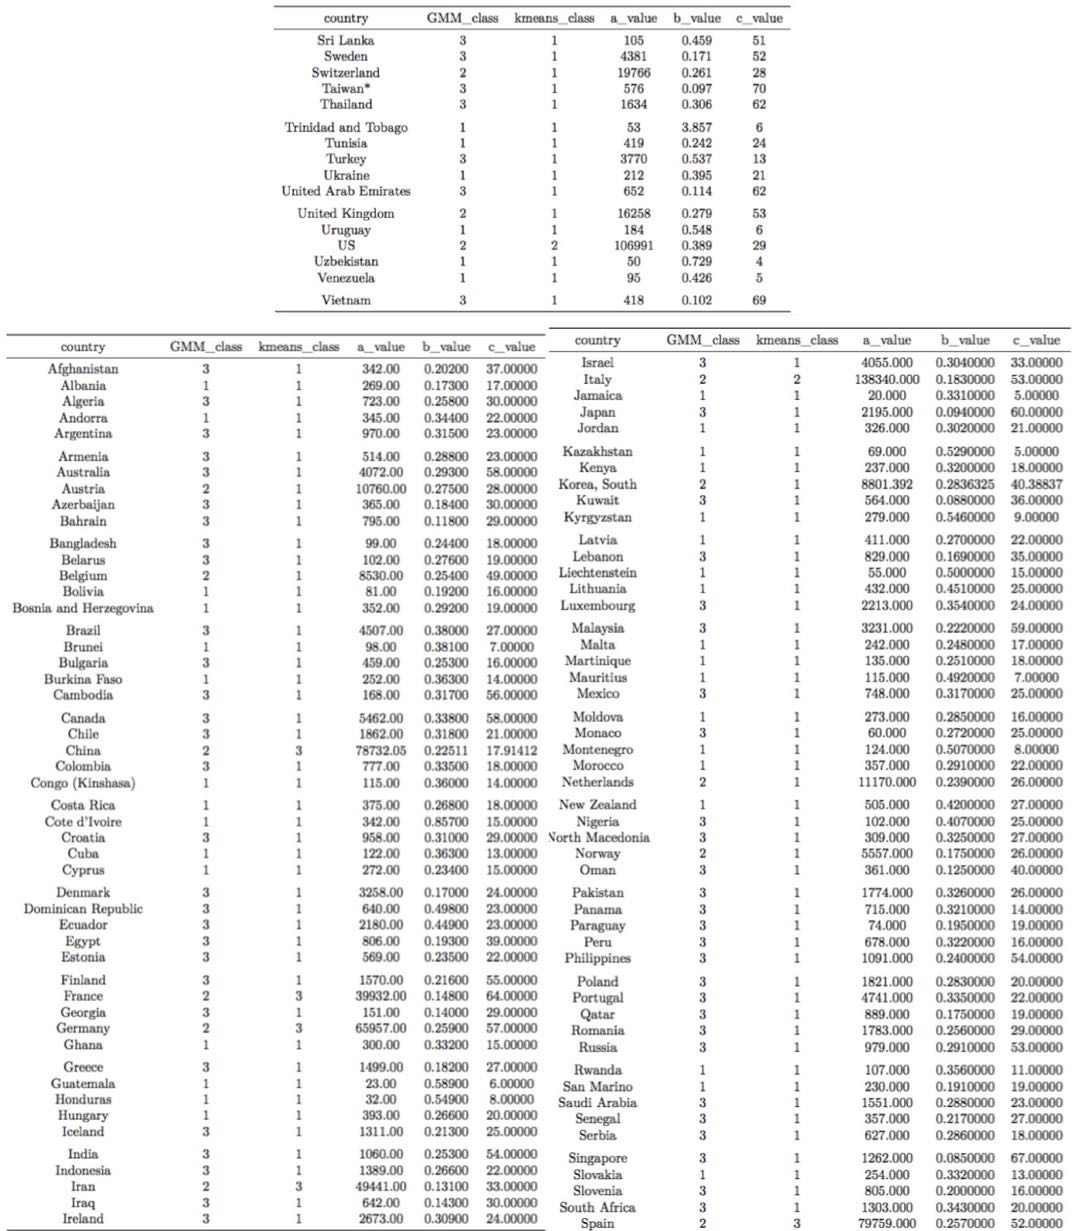 country GMM_class kmeans_class a_value b_value c_value
Sri Lanka 3 1 105 0.459 51
Sweden 3 1 4381 0.171 52
Switzerland 2 1 19766 0.261 28
Taiwan* 3 1 576 0.097 70
Thailand 3 1 1634 0.306 62
Trinidad and Tobago 1 1 53 3.857 6
Tunisia 1 1 419 0.242 24
Turkey 3 1 3770 0.537 13
Ukraine 1 1 212 0.395 21
United Arab Emirates 3 1 652 0.114 62
United Kingdom 2 1 16258 0.279 53
Uruguay 1 1 184 0.548 6
US 2 2 106991 0.389 29
Uzbekistan 1 1 50 0.729 4
Venezuela 1 1 95 0.426 5
Vietnam 3 1 418 0.102 69
country GMM_class kmeans_class a_value b_value c_value
Afghanistan 3 1 342.00 0.20200 37.00000
Albania 1 1 269.00 0.17300 17.00000
Algeria 3 1 723.00 0.25800 30.00000
Andorra 1 1 345.00 0.34400 22.00000
Argentina 3 1 970.00 0.31500 23.00000
Armenia 3 1 514.00 0.28800 23.00000
Australia 3 1 4072.00 0.29300 58.00000
Austria 2 1 10760.00 0.27500 28.00000
Azerbaijan 3 1 365.00 0.18400 30.00000
Bahrain 3 1 795.00 0.11800 29.00000
Bangladesh 3 1 99.00 0.24400 18.00000
Belarus 3 1 102.00 0.27600 19.00000
Belgium 2 1 8530.00 0.25400 49.00000
Bolivia 1 1 81.00 0.19200 16.00000
Bosnia and Herzegovina 1 1 352.00 0.29200 19.00000
Brazil 3 1 4507.00 0.38000 27.00000
Brunei 1 1 98.00 0.38100 7.00000
Bulgaria 3 1 459.00 0.25300 16.00000
Burkina Faso 1 1 252.00 0.36300 14.00000
Cambodia 3 1 168.00 0.31700 56.00000
Canada 3 1 5462.00 0.33800 58.00000
Chile 3 1 1862.00 0.31800 21.00000
China 2 3 78732.05 0.22511 17.91412
Colombia 3 1 777.00 0.33500 18.00000
Congo (Kinshasa) 1 1 115.00 0.36000 14.00000
Costa Rica 1 1 375.00 0.26800 18.00000
Cote d'Ivoire 1 1 342.00 0.85700 15.00000
Croatia 3 1 958.00 0.31000 29.00000
Cuba 1 1 122.00 0.36300 13.00000
Cyprus 1 1 272.00 0.23400 15.00000
Denmark 3 1 3258.00 0.17000 24.00000
Dominican Republic 3 1 640.00 0.49800 23.00000
Ecuador 3 1 2180.00 0.44900 23.00000
Egypt 3 1 806.00 0.19300 39.00000
Estonia 3 1 569.00 0.23500 22.00000
Finland 3 1 1570.00 0.21600 55.00000
France 2 3 39932.00 0.14800 64.00000
Georgia 3 1 151.00 0.14000 29.00000
Germany 2 3 65957.00 0.25900 57.00000
Ghana 1 1 300.00 0.33200 15.00000
Greece 3 1 1499.00 0.18200 27.00000
Guatemala 1 1 23.00 0.58900 6.00000
Honduras 1 1 32.00 0.54900 8.00000
Hungary 1 1 393.00 0.26600 20.00000
Iceland 3 1 1311.00 0.21300 25.00000
India 3 1 1060.00 0.25300 54.00000
Indonesia 3 1 1389.00 0.26600 22.00000
Iran 2 3 49441.00 0.13100 33.00000
Iraq 3 1 642.00 0.14300 30.00000
Ireland 3 1 2673.00 0.30900 24.00000
country GMM_class kmeans_class a_value b_value c_value
Israel 3 1 4055.000 0.3040000 33.00000
Italy 2 2 138340.000 0.1830000 53.00000
Jamaica 1 1 20.000 0.3310000 5.00000
Japan 3 1 2195.000 0.0940000 60.00000
Jordan 1 1 326.000 0.3020000 21.00000
Kazakhstan 1 1 69.000 0.5290000 5.00000
Kenya 1 1 237.000 0.3200000 18.00000
Korea, South 2 1 8801.392 0.2836325 40.38837
Kuwait 3 1 564.000 0.0880000 36.00000
Kyrgyzstan 1 1 279.000 0.5460000 9.00000
Latvia 1 1 411.000 0.2700000 22.00000
Lebanon 3 1 829.000 0.1690000 35.00000
Liechtenstein 1 1 55.000 0.5000000 15.00000
Lithuania 1 1 432.000 0.4510000 25.00000
Luxembourg 3 1 2213.000 0.3540000 24.00000
Malaysia 3 1 3231.000 0.2220000 59.00000
Malta 1 1 242.000 0.2480000 17.00000
Martinique 1 1 135.000 0.2510000 18.00000
Mauritius 1 1 115.000 0.4920000 7.00000
Mexico 3 1 748.000 0.3170000 25.00000
Moldova 1 1 273.000 0.2850000 16.00000
Monaco 3 1 60.000 0.2720000 25.00000
Montenegro 1 1 124.000 0.5070000 8.00000
Morocco 1 1 357.000 0.2910000 22.00000
Netherlands 2 1 11170.000 0.2390000 26.00000
New Zealand 1 1 505.000 0.4200000 27.00000
Nigeria 3 1 102.000 0.4070000 25.00000
North Macedonia 3 1 309.000 0.3250000 27.00000
Norway 2 1 5557.000 0.1750000 26.00000
Oman 3 1 361.000 0.1250000 40.00000
Pakistan 3 1 1774.000 0.3260000 26.00000
Panama 3 1 715.000 0.3210000 14.00000
Paraguay 3 1 74.000 0.1950000 19.00000
Peru 3 1 678.000 0.3220000 16.00000
Philippines 3 1 1091.000 0.2400000 54.00000
Poland 3 1 1821.000 0.2830000 20.00000
Portugal 3 1 4741.000 0.3350000 22.00000
Qatar 3 1 889.000 0.1750000 19.00000
Romania 3 1 1783.000 0.2560000 29.00000
Russia 3 1 979.000 0.2910000 53.00000
Rwanda 1 1 107.000 0.3560000 11.00000
San Marino 1 1 230.000 0.1910000 19.00000
Saudi Arabia 3 1 1551.000 0.2880000 23.00000
Senegal 3 1 357.000 0.2170000 27.00000
Serbia 3 1 627.000 0.2860000 18.00000
Singapore 3 1 1262.000 0.0850000 67.00000
Slovakia 1 1 254.000 0.3320000 13.00000
Slovenia 3 1 805.000 0.2000000 16.00000
South Africa 3 1 1303.000 0.3430000 20.00000
Spain 2 3 79759.000 0.2570000 52.00000